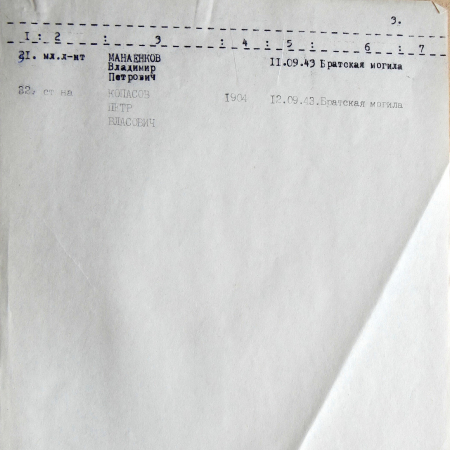 3.
1 : 2 : 3 : 4 : 5 : 6 : 7
21. мл.л-нт МАНАЕНКОВ 11.09.43 Братская могила
Владимир
Петрович
22. ст на КОПАСОВ 1904 12.09.43.Братская могила
ПЕТР
ВЛАСОВИЧ